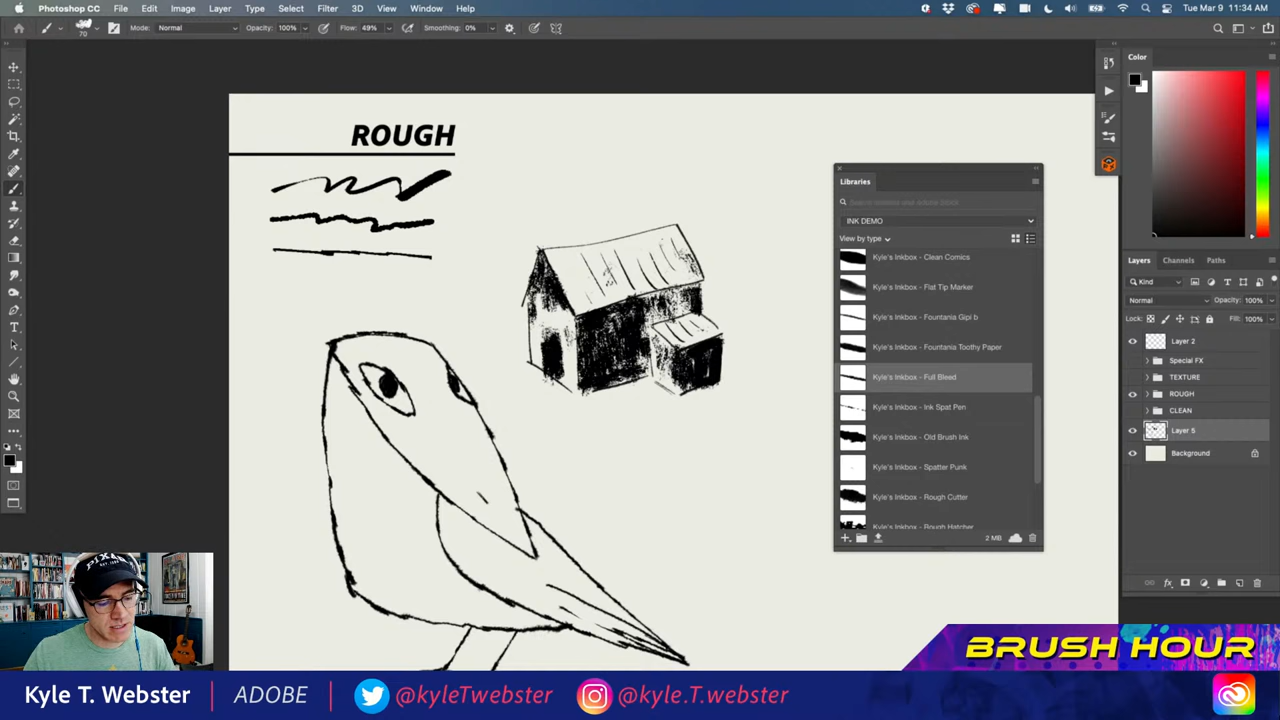 Photoshop CC File Edit Image Layer Type Select Filter 3D View Window Help Tue Mar 9 11:34 AM
70 Mode: Normal Opacity: 100% Flow: 49% Smoothing: 0%
ROUGH
Libraries
INK DEMO
View by type
Kyle's Inkbox - Clean Comics
Kyle's Inkbox - Flat Tip Marker
Kyle's Inkbox - Fountania Gipi b
Kyle's Inkbox - Fountania Toothy Paper
Kyle's Inkbox - Full Bleed
Kyle's Inkbox - Ink Spat Pen
Kyle's Inkbox - Old Brush Ink
Kyle's Inkbox - Spatter Punk
Kyle's Inkbox - Rough Cutter
Kyle's Inkbox - Rough Hatcher
2 MB
Color
Layers Channels Paths
Kind
Normal Opacity: 100%
Lock: Fill: 100%
Layer 2
Special FX
TEXTURE
ROUGH
CLEAN
Layer 5
Background
BRUSH HOUR
Kyle T. Webster | ADOBE @kyleTwebster @kyle.T.webster